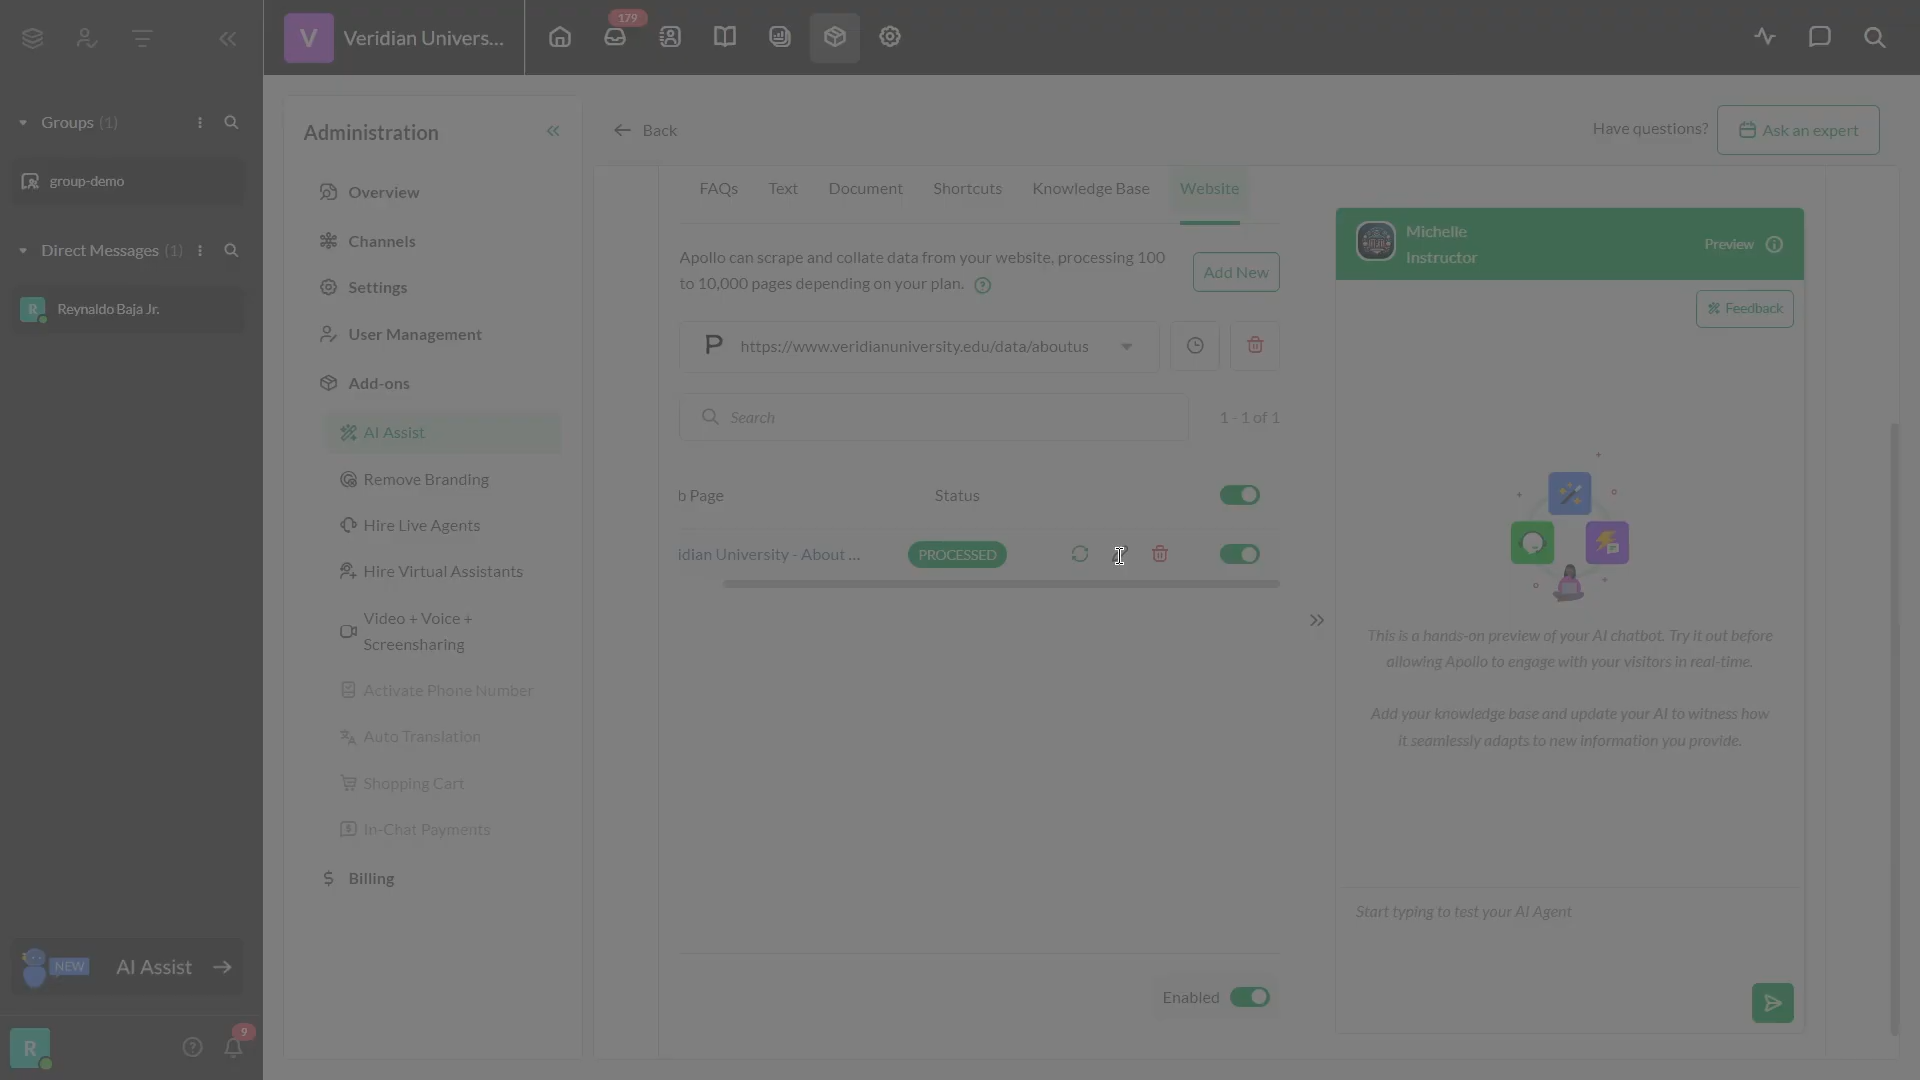 V
Veridian Univers...
179
Groups (1)
group-demo
Direct Messages (1)
R
Reynaldo Baja Jr.
NEW
AI Assist
R
9
Administration
Overview
Channels
Settings
User Management
Add-ons
AI Assist
Remove Branding
Hire Live Agents
Hire Virtual Assistants
Video + Voice +
Screensharing
Activate Phone Number
Auto Translation
Shopping Cart
In-Chat Payments
Billing
Back
Have questions?
Ask an expert
FAQs
Text
Document
Shortcuts
Knowledge Base
Website
Apollo can scrape and collate data from your website, processing 100
to 10,000 pages depending on your plan.
Add New
P
https://www.veridianuniversity.edu/data/aboutus
Search
1 - 1 of 1
b Page
Status
idian University - About ...
PROCESSED
Enabled
Michelle
Instructor
Preview
Feedback
This is a hands-on preview of your AI chatbot. Try it out before
allowing Apollo to engage with your visitors in real-time.
Add your knowledge base and update your AI to witness how
it seamlessly adapts to new information you provide.
Start typing to test your AI Agent